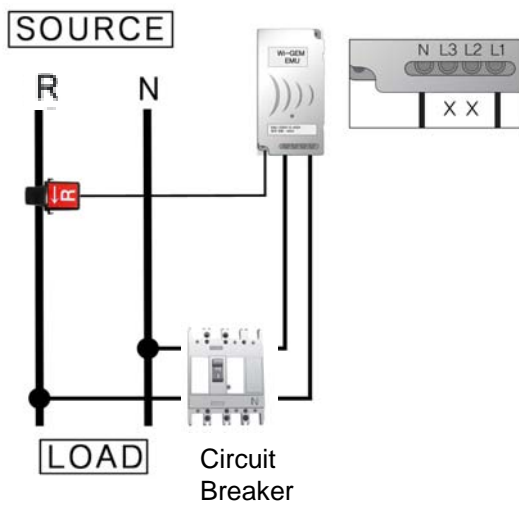 SOURCE
R
N
WI-GEM
EMU
N L3 L2 L1
X X
←R
N
LOAD
Circuit
Breaker